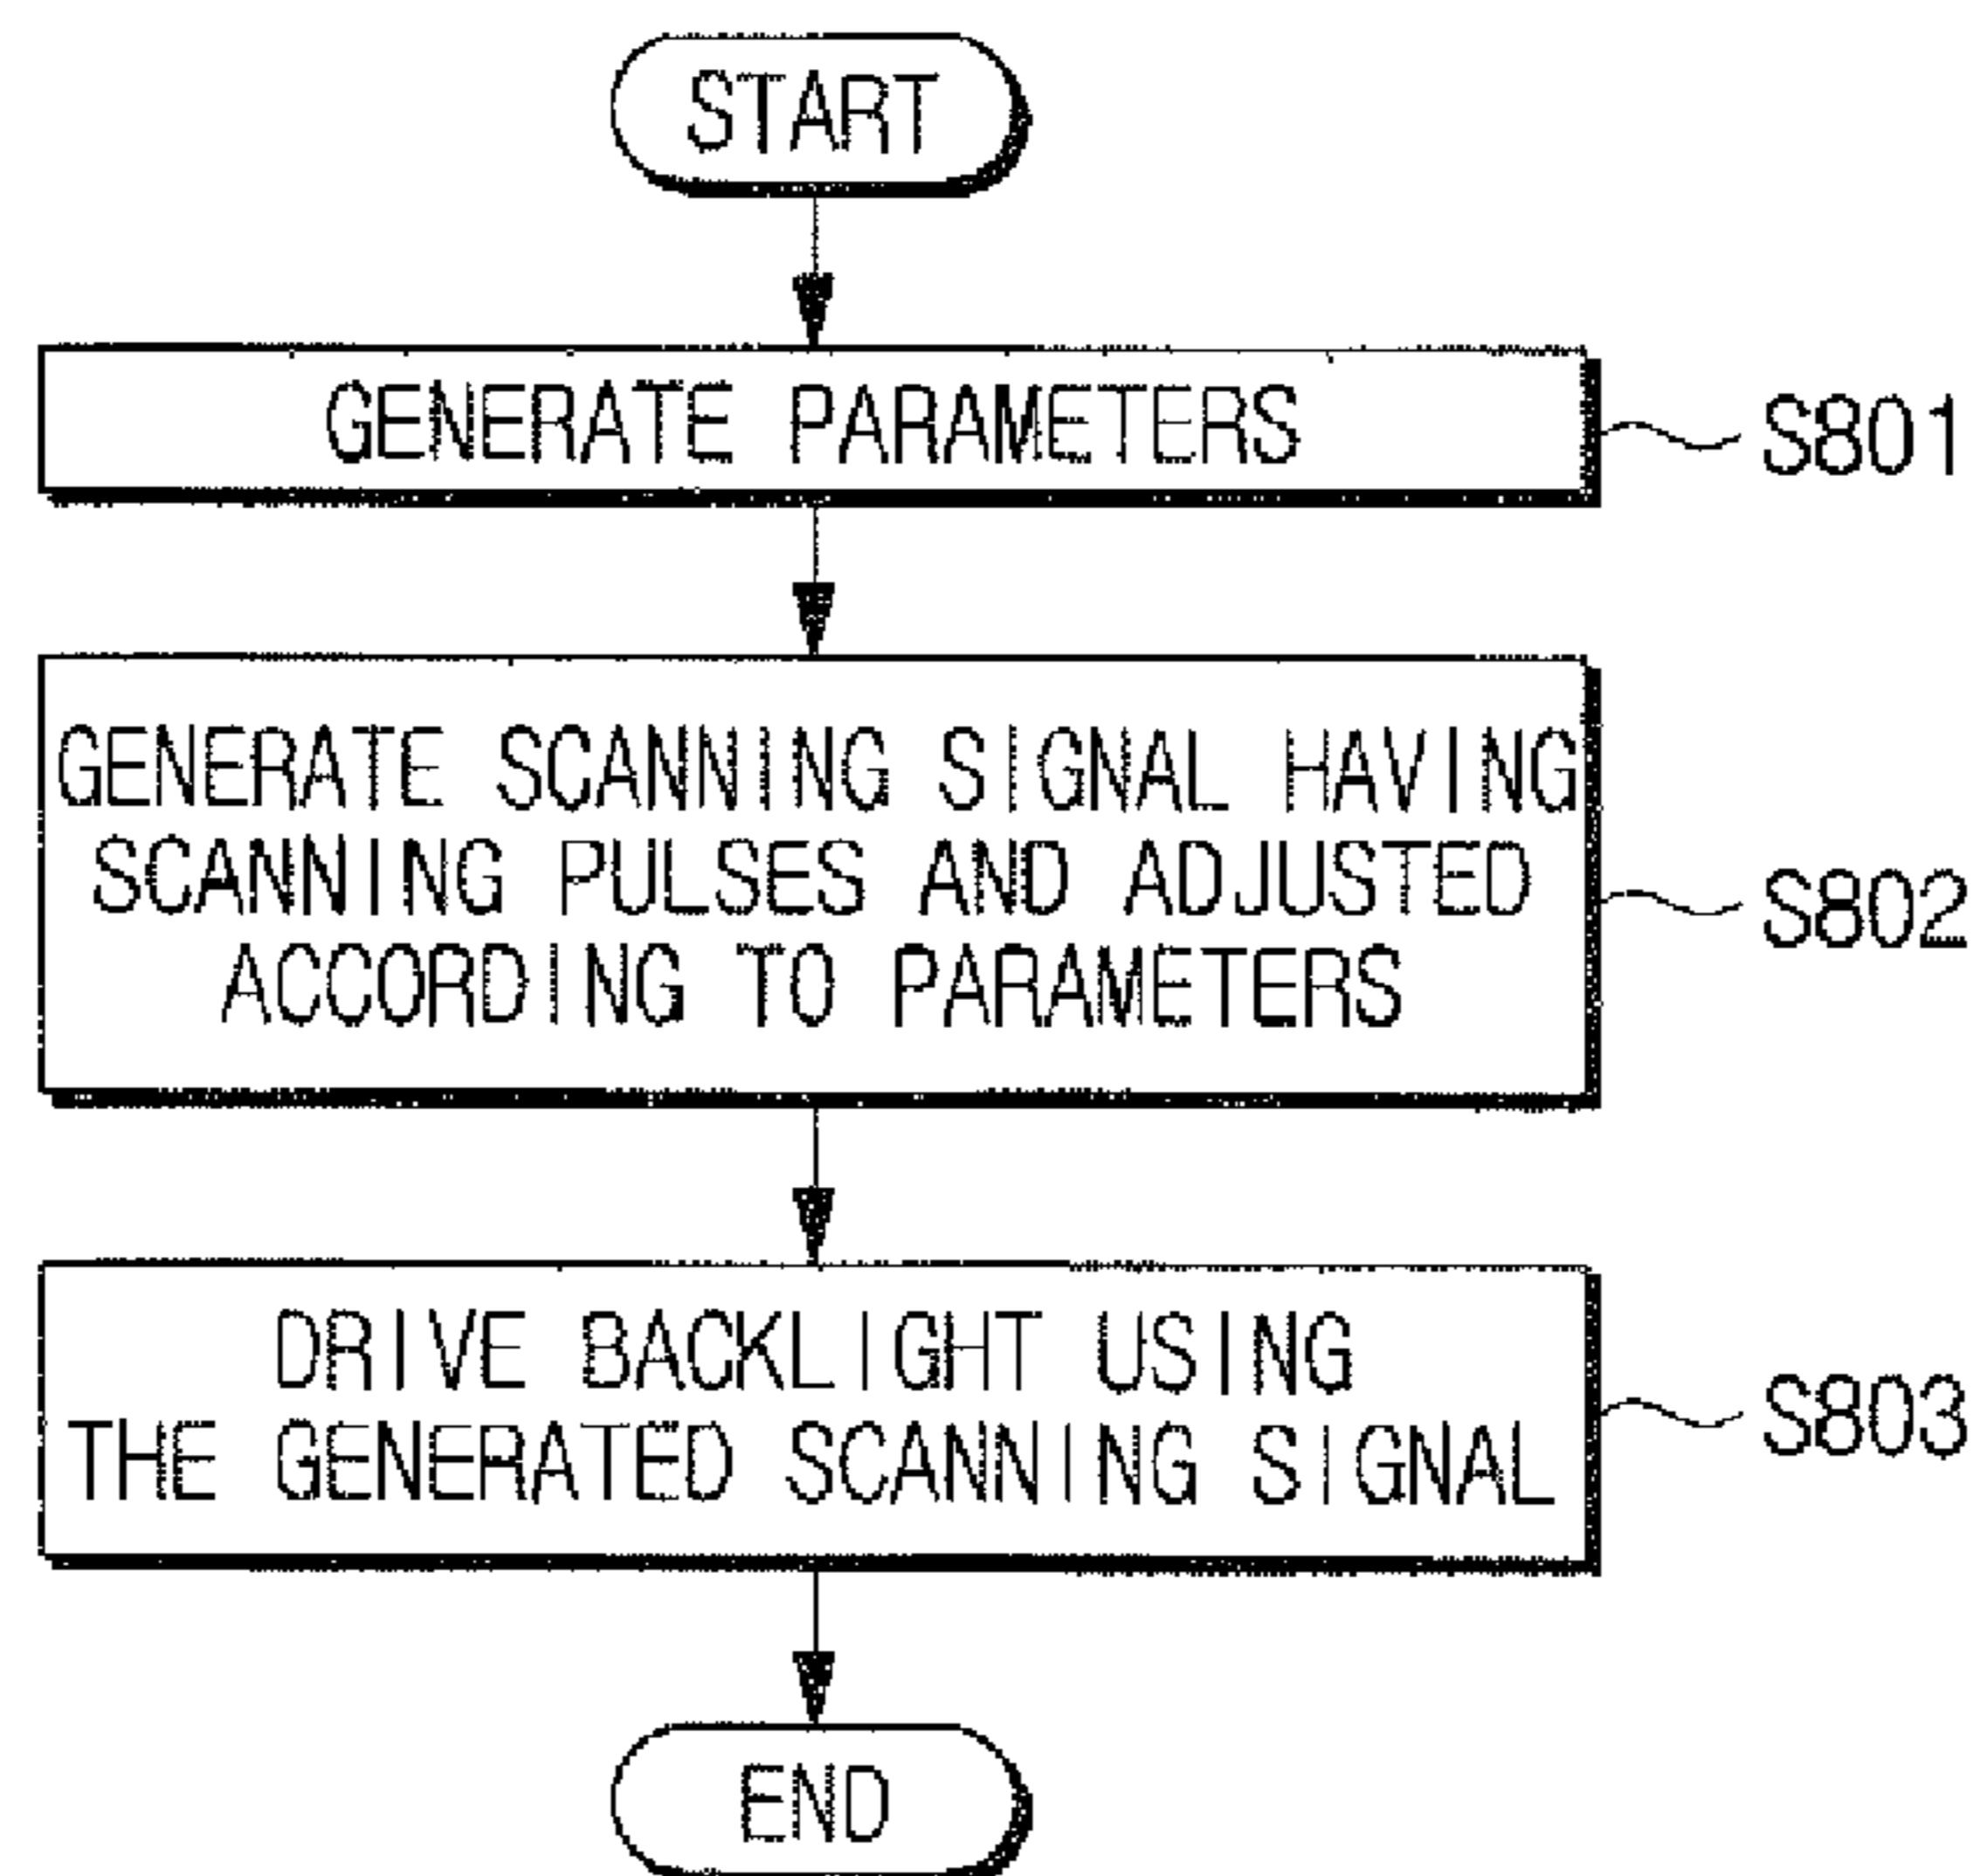 START
GENERATE PARAMETERS
S801
GENERATE SCANNING SIGNAL HAVING
SCANNING PULSES AND ADJUSTED
ACCORDING TO PARAMETERS
S802
DRIVE BACKLIGHT USING
THE GENERATED SCANNING SIGNAL
S803
END